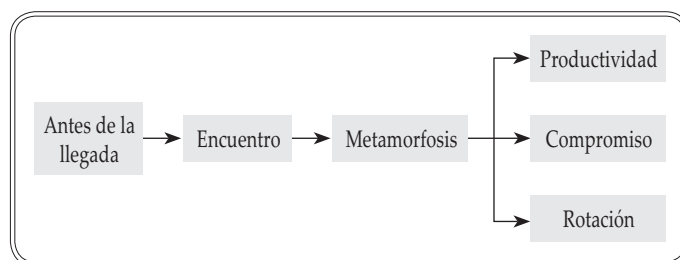 Productividad
Antes de la
llegada
Encuentro
Metamorfosis
Compromiso
Rotación